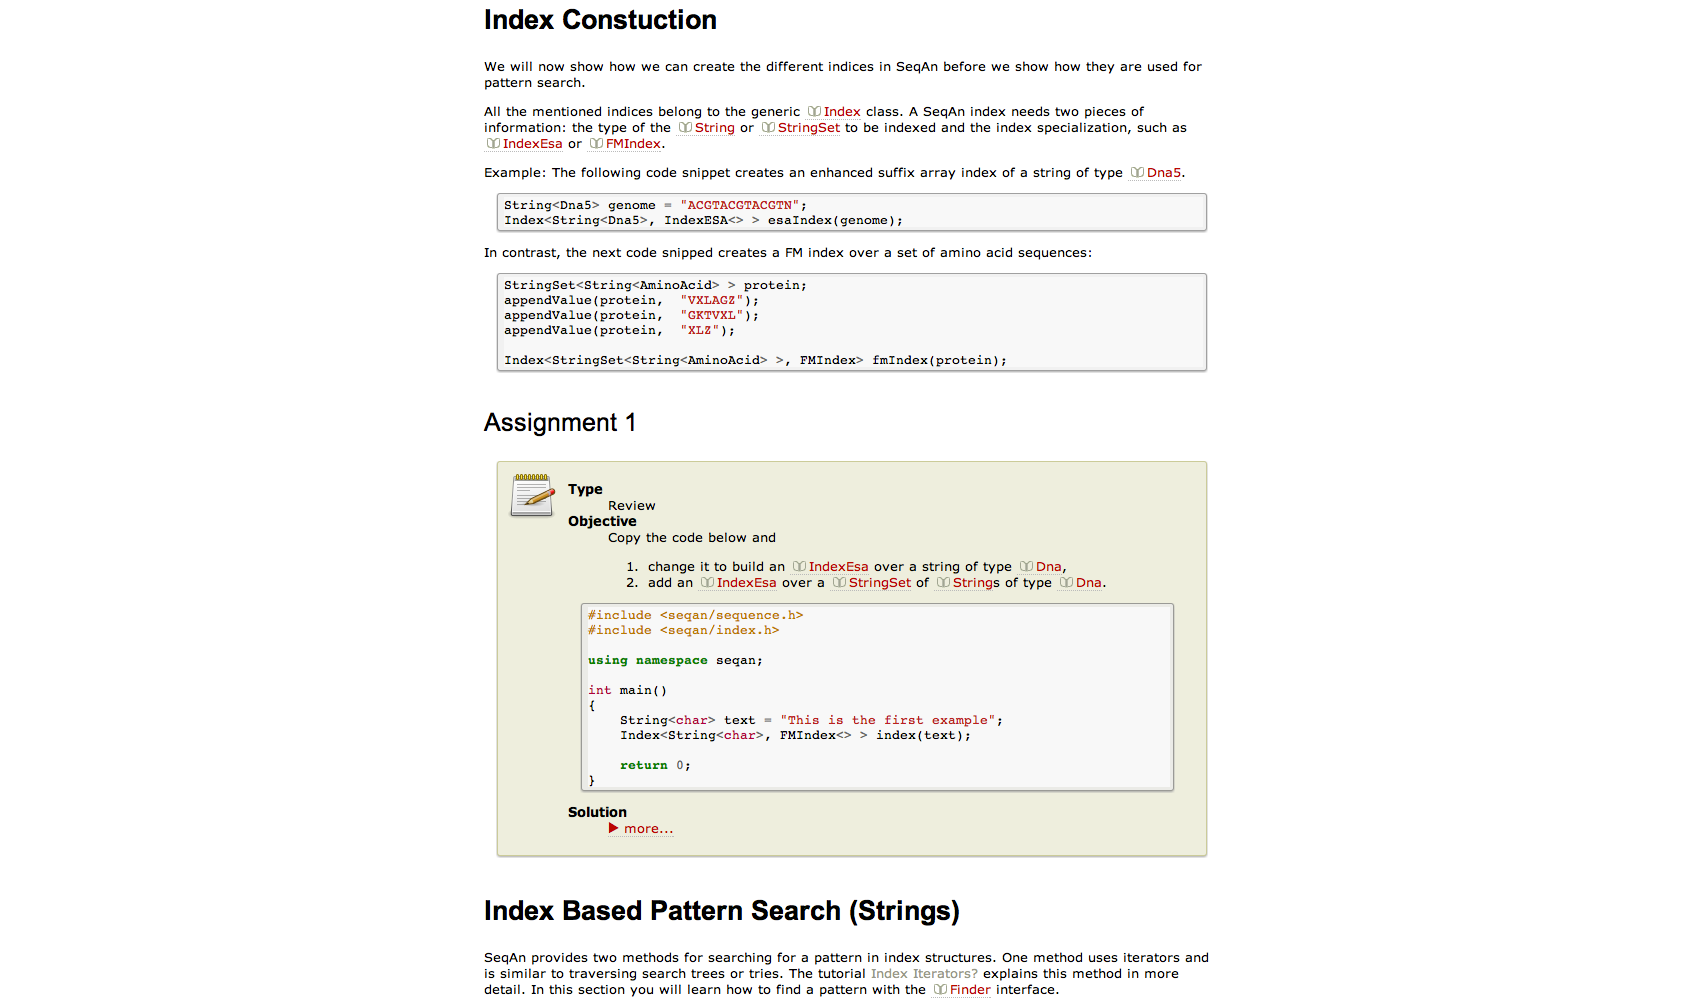 Index Constuction
We will now show how we can create the different indices in SeqAn before we show how they are used for
pattern search.
All the mentioned indices belong to the generic Index class. A SeqAn index needs two pieces of
information: the type of the String or StringSet to be indexed and the index specialization, such as
IndexEsa or FMIndex.
Example: The following code snippet creates an enhanced suffix array index of a string of type Dna5.
String<Dna5> genome = "ACGTACGTACGTN";
Index<String<Dna5>, IndexESA<> > esaIndex(genome);
In contrast, the next code snipped creates a FM index over a set of amino acid sequences:
StringSet<String<AminoAcid> > protein;
appendValue(protein,  "VXLAGZ");
appendValue(protein,  "GKTVXL");
appendValue(protein,  "XLZ");
Index<StringSet<String<AminoAcid> >, FMIndex> fmIndex(protein);
Assignment 1
Type
Review
Objective
Copy the code below and
1. change it to build an IndexEsa over a string of type Dna,
2. add an IndexEsa over a StringSet of Strings of type Dna.
#include <seqan/sequence.h>
#include <seqan/index.h>
using namespace seqan;
int main()
{
    String<char> text = "This is the first example";
    Index<String<char>, FMIndex<> > index(text);
    return 0;
}
Solution
more...
Index Based Pattern Search (Strings)
SeqAn provides two methods for searching for a pattern in index structures. One method uses iterators and
is similar to traversing search trees or tries. The tutorial Index Iterators? explains this method in more
detail. In this section you will learn how to find a pattern with the Finder interface.